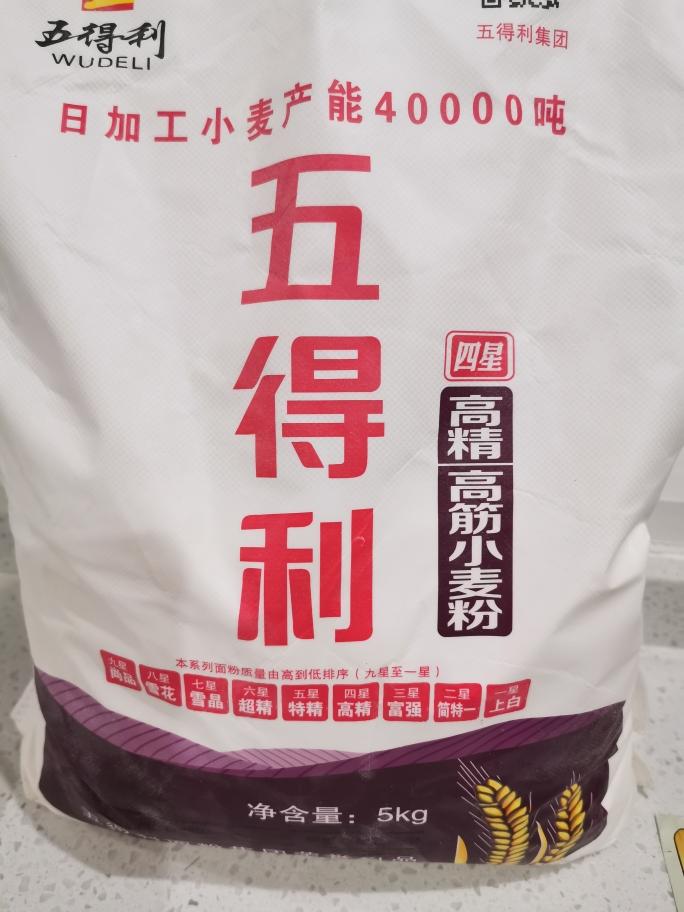 五得利
WUDELI
五得利集团
日加工小麦产能40000吨
五得利
四星
高精
高筋小麦粉
本系列面粉质量由高到低排序（九星至一星）
九星 八星 七星 六星 五星 四星 三星 二星 一星
尚品 雪花 雪晶 超精 特精 高精 富强 简特一 上白
净含量：5kg